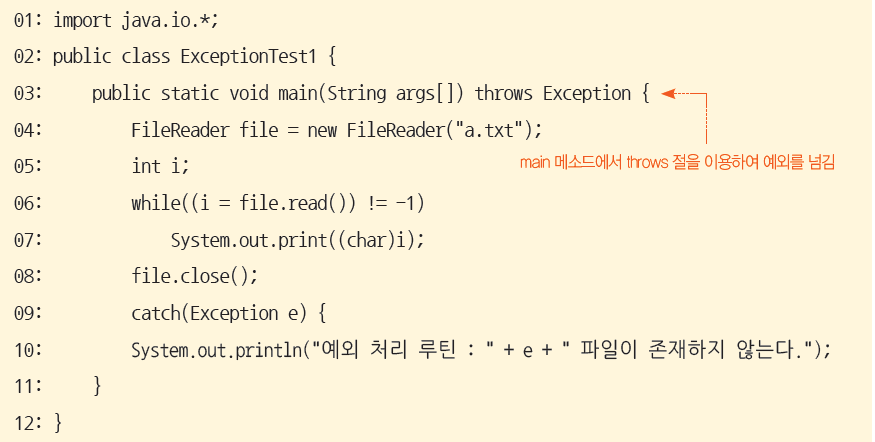 01: import java.io.*;
02: public class ExceptionTest1 {
03:     public static void main(String args[]) throws Exception {
04:         FileReader file = new FileReader("a.txt");
main 메소드에서 throws 절을 이용하여 예외를 넘김
05:         int i;
06:         while((i = file.read()) != -1)
07:             System.out.print((char)i);
08:         file.close();
09:         catch(Exception e) {
10:         System.out.println("예외 처리 루틴 : " + e + " 파일이 존재하지 않는다.");
11:     }
12: }